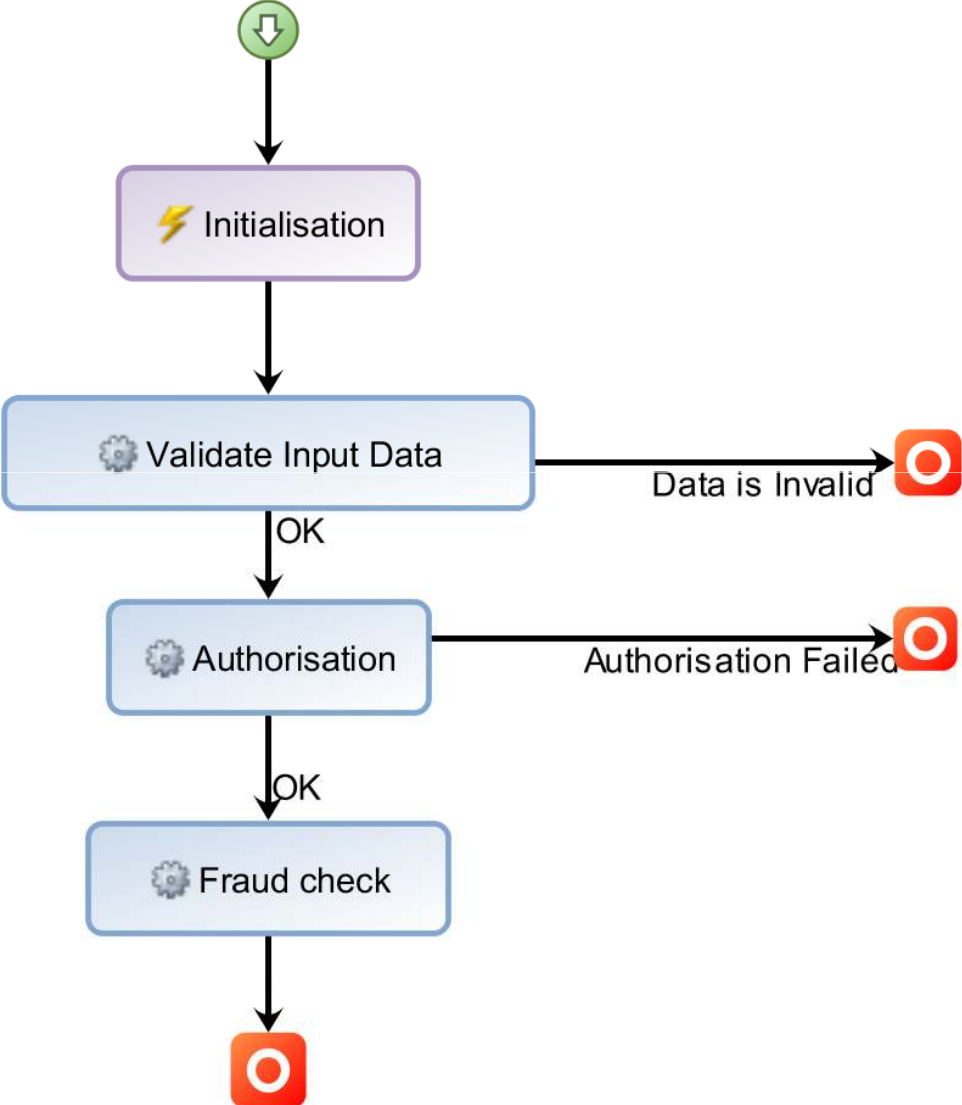 Initialisation
Validate Input Data
Data is Invalid
OK
Authorisation
Authorisation Failed
OK
Fraud check